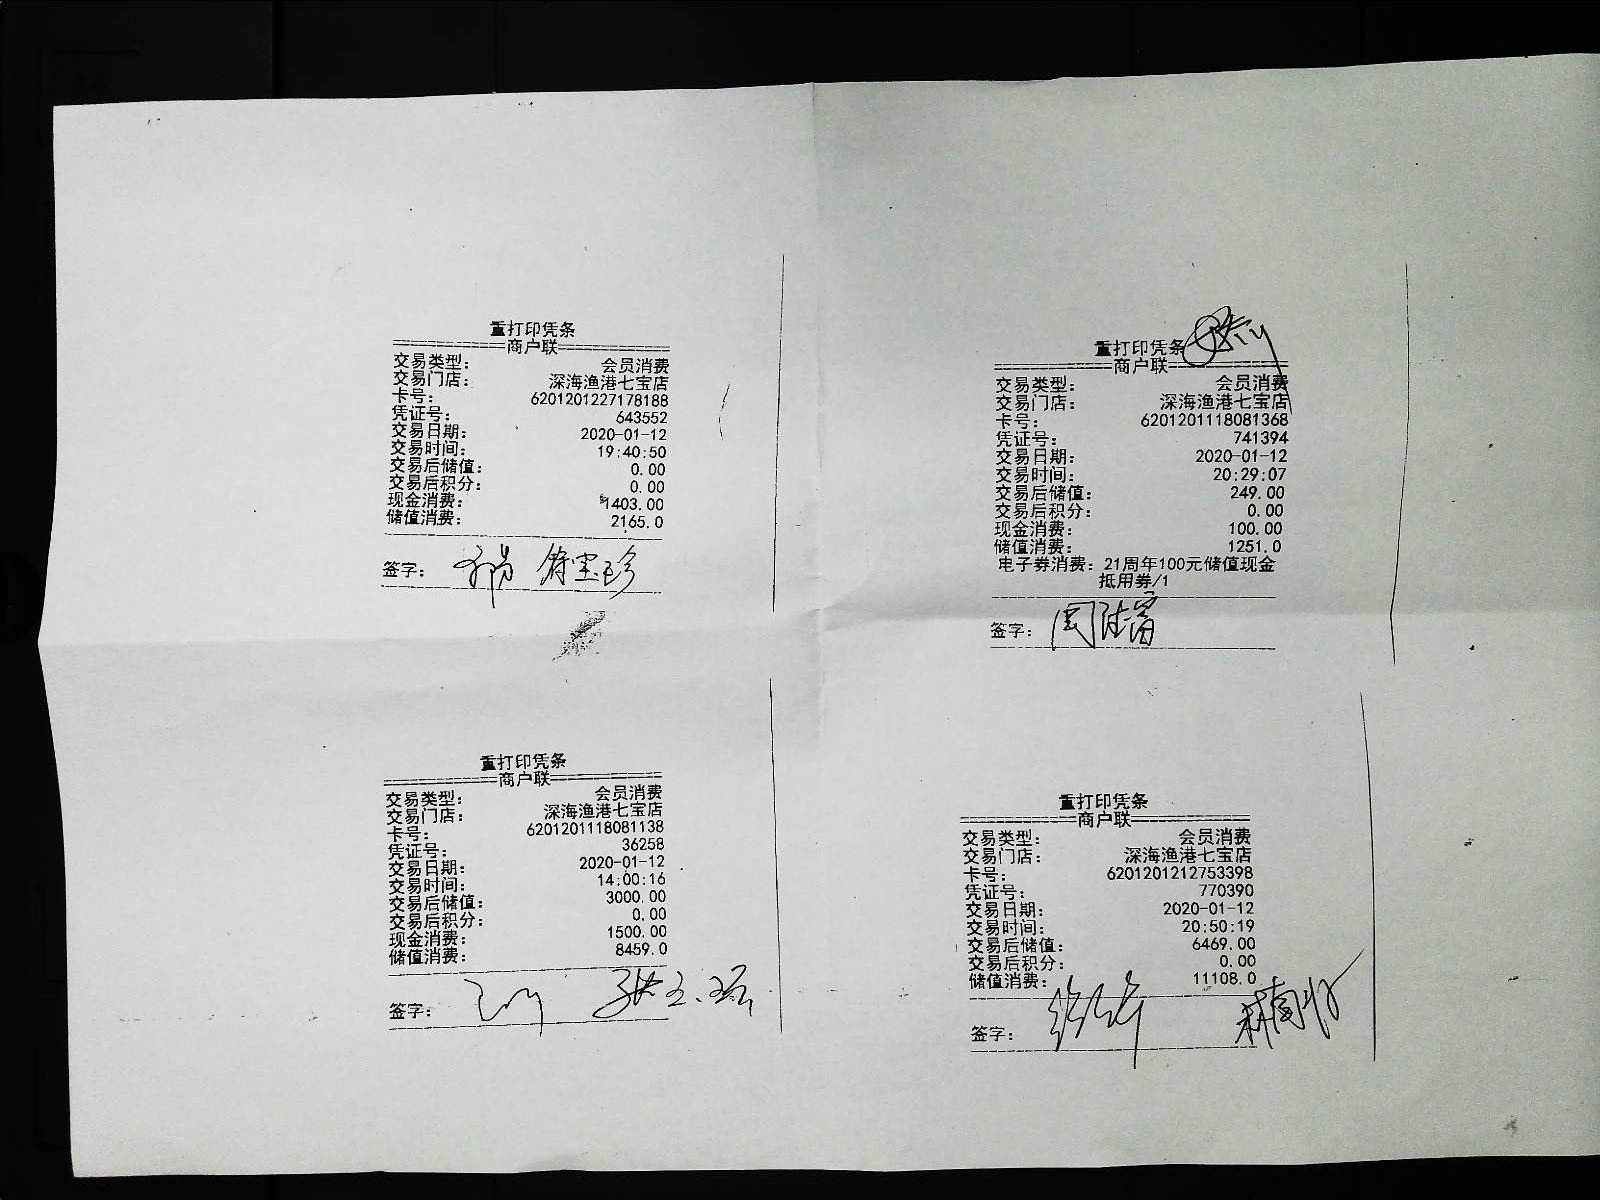 重打印凭条
商户联
交易类型: 会员消费
交易门店: 深海渔港七宝店
卡号: 6201201227178188
凭证号: 643552
交易日期: 2020-01-12
交易时间: 19:40:50
交易后储值: 0.00
交易后积分: 0.00
现金消费: 1403.00
储值消费: 2165.0
签字:
重打印凭条
商户联
交易类型: 会员消费
交易门店: 深海渔港七宝店
卡号: 6201201118081368
凭证号: 741394
交易日期: 2020-01-12
交易时间: 20:29:07
交易后储值: 249.00
交易后积分: 0.00
现金消费: 100.00
储值消费: 1251.0
电子券消费: 21周年100元储值现金
抵用券/1
签字:
重打印凭条
商户联
交易类型: 会员消费
交易门店: 深海渔港七宝店
卡号: 6201201118081138
凭证号: 36258
交易日期: 2020-01-12
交易时间: 14:00:16
交易后储值: 3000.00
交易后积分: 0.00
现金消费: 1500.00
储值消费: 8459.0
签字:
重打印凭条
商户联
交易类型: 会员消费
交易门店: 深海渔港七宝店
卡号: 6201201212753398
凭证号: 770390
交易日期: 2020-01-12
交易时间: 20:50:19
交易后储值: 6469.00
交易后积分: 0.00
储值消费: 11108.0
签字: